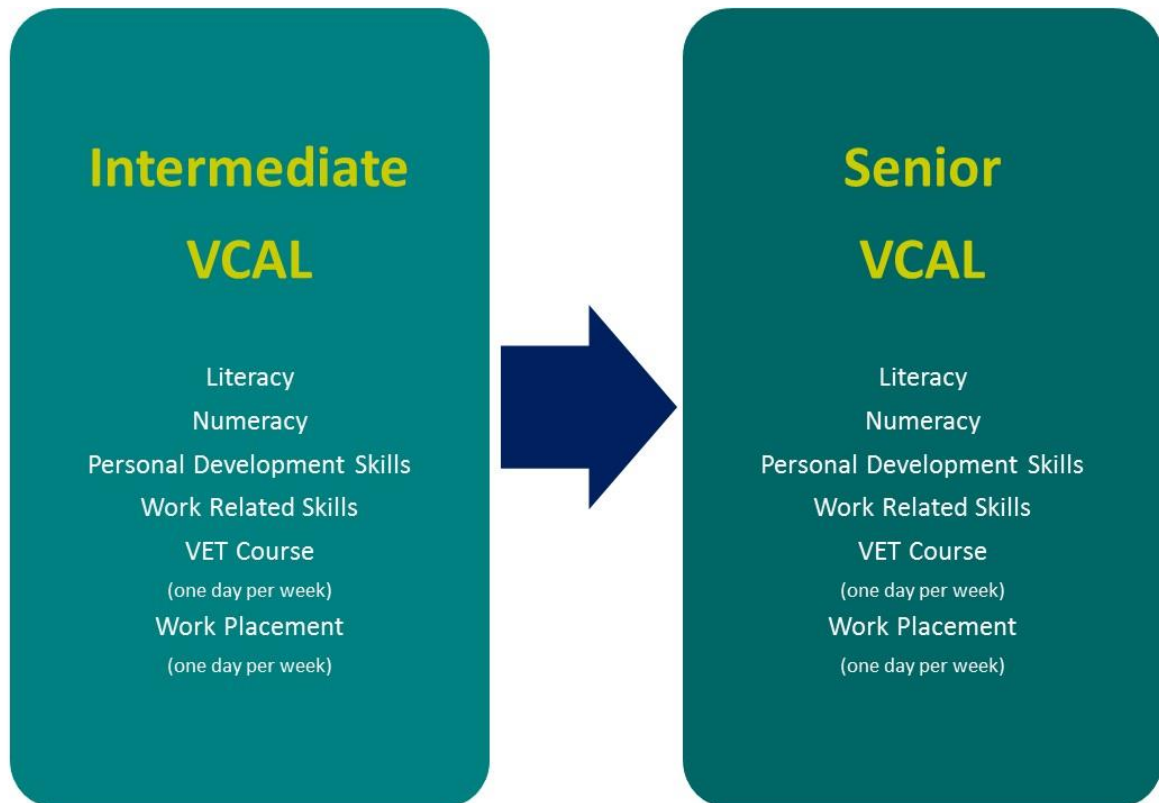 Intermediate
VCAL
Literacy
Numeracy
Personal Development Skills
Work Related Skills
VET Course
(one day per week)
Work Placement
(one day per week)
Senior
VCAL
Literacy
Numeracy
Personal Development Skills
Work Related Skills
VET Course
(one day per week)
Work Placement
(one day per week)